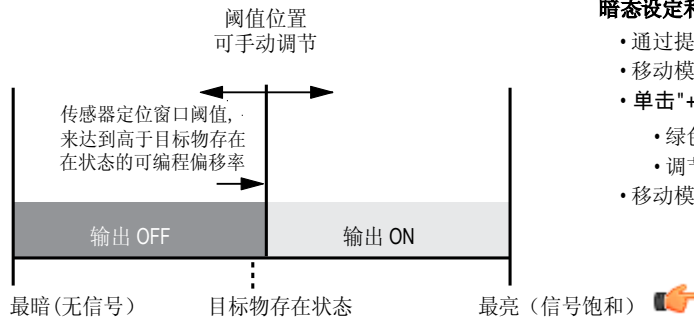 阈值位置
可手动调节
传感器定位窗口阈值,
来达到高于目标物存在
在状态的可编程偏移率
输出 OFF
输出 ON
最暗(无信号）
目标物存在状态
最亮（信号饱和）
暗态设定和
•通过提
•移动模
•单击"+
•绿色
•调节
•移动模